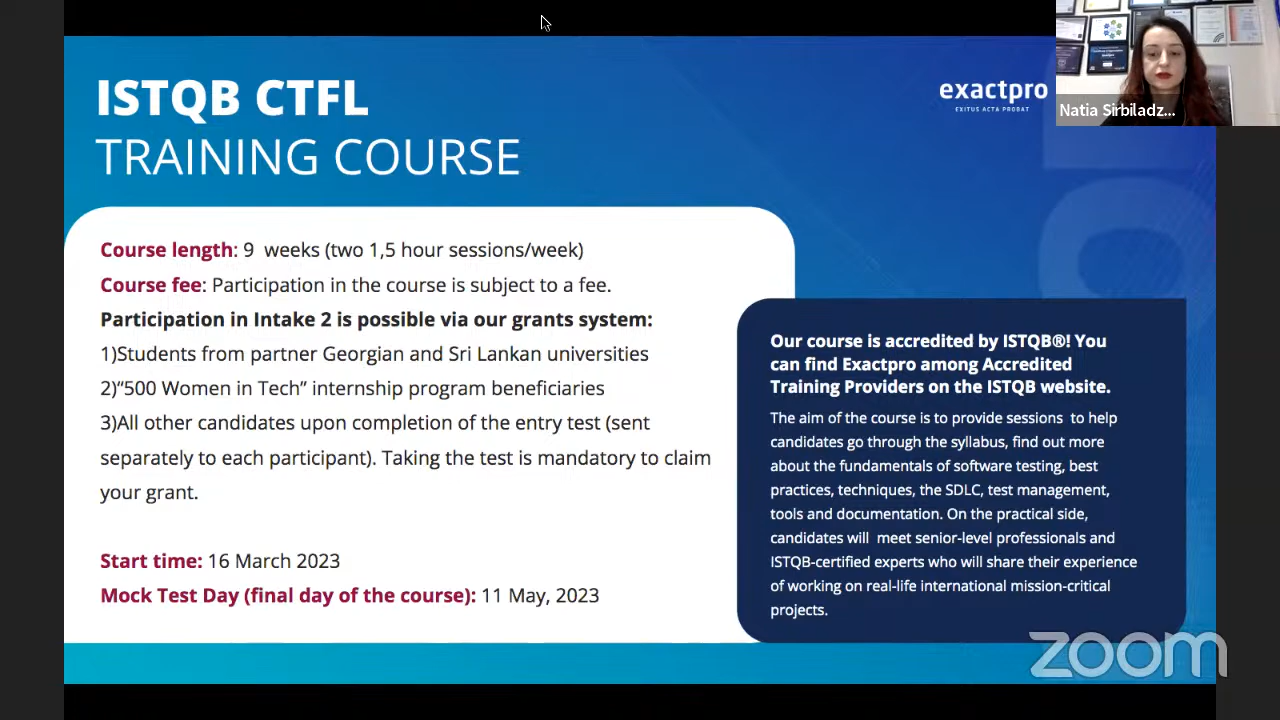 ISTQB CTFL
TRAINING COURSE
exactpro
EXITUS ACTA PROBAT
Natia Sirbiladz...
Course length: 9 weeks (two 1,5 hour sessions/week)
Course fee: Participation in the course is subject to a fee.
Participation in Intake 2 is possible via our grants system:
1)Students from partner Georgian and Sri Lankan universities
2)“500 Women in Tech” internship program beneficiaries
3)All other candidates upon completion of the entry test (sent
separately to each participant). Taking the test is mandatory to claim
your grant.
Start time: 16 March 2023
Mock Test Day (final day of the course): 11 May, 2023
Our course is accredited by ISTQB®! You
can find Exactpro among Accredited
Training Providers on the ISTQB website.
The aim of the course is to provide sessions to help
candidates go through the syllabus, find out more
about the fundamentals of software testing, best
practices, techniques, the SDLC, test management,
tools and documentation. On the practical side,
candidates will meet senior-level professionals and
ISTQB-certified experts who will share their experience
of working on real-life international mission-critical
projects.
zoom